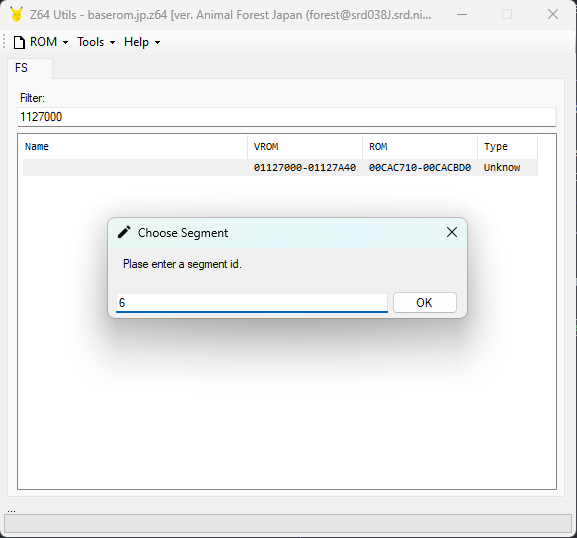 Z64 Utils - baserom.jp.z64 [ver. Animal Forest Japan (forest@srd038J.srd.ni...
ROM Tools Help
FS
Filter:
1127000
Name VROM ROM Type
01127000-01127A40 00CAC710-00CACBD0 Unknow
Choose Segment
Plase enter a segment id.
6 OK
...